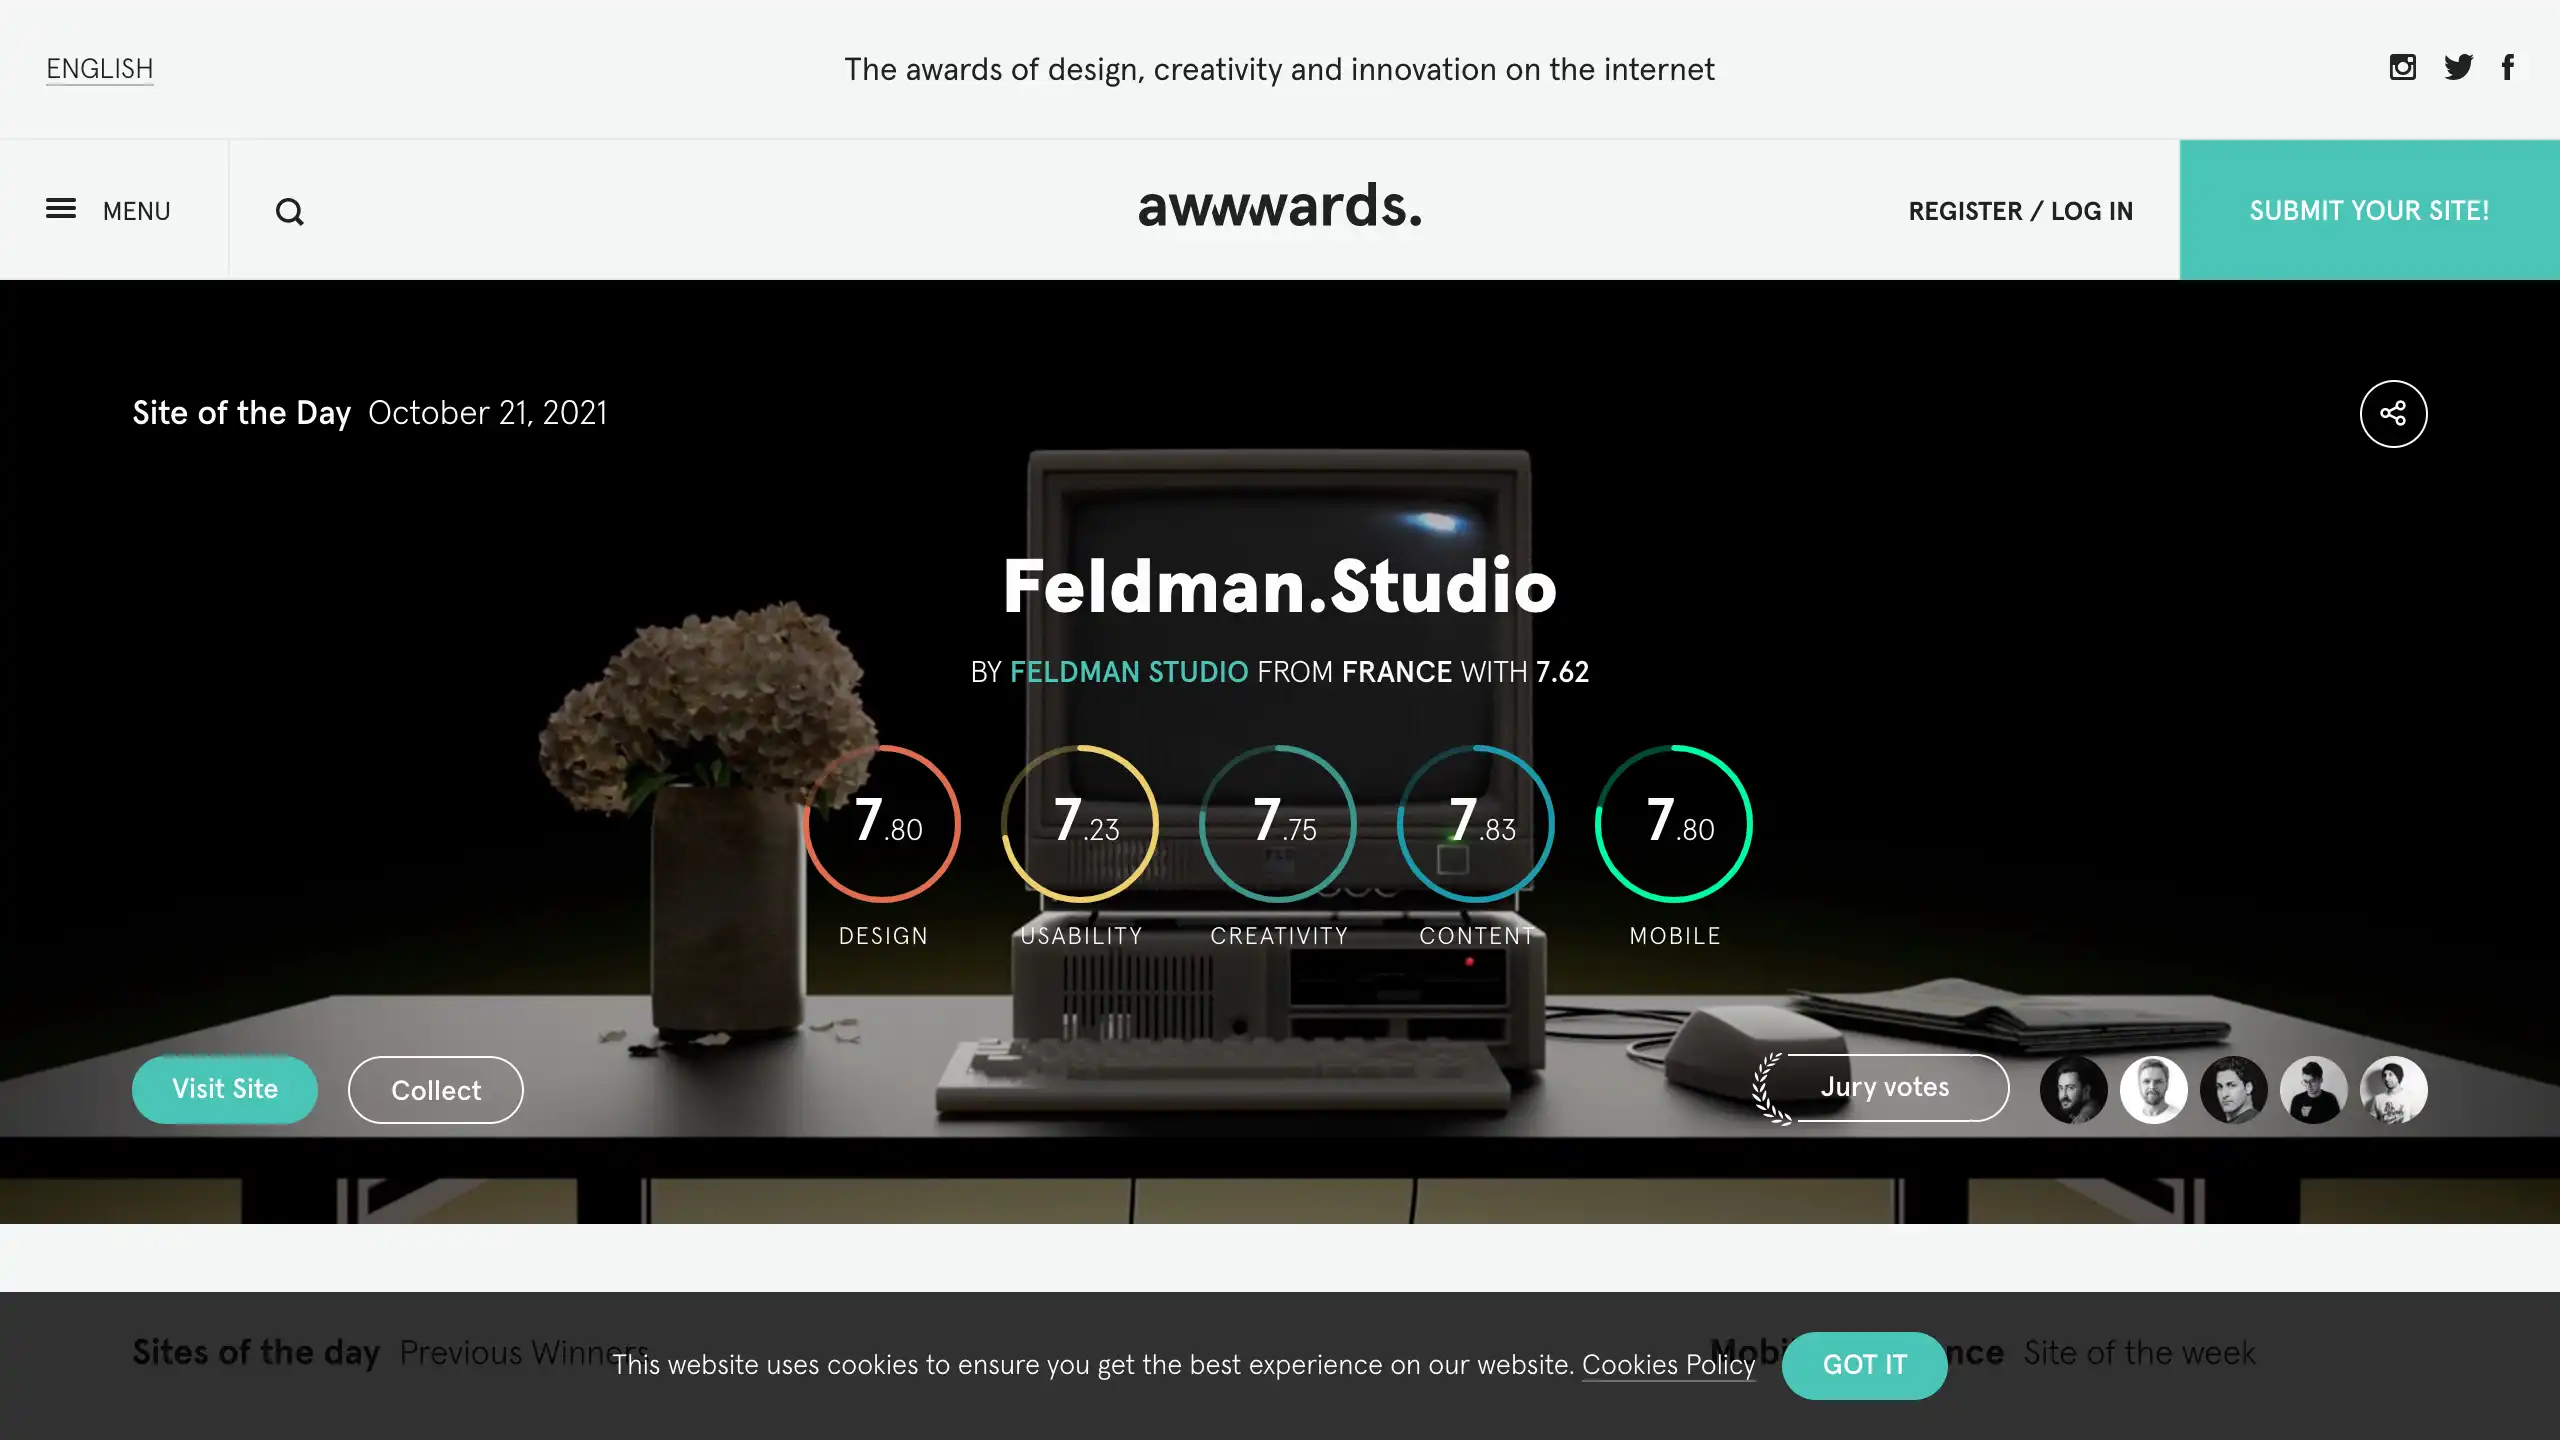 ENGLISH
The awards of design, creativity and innovation on the internet
MENU
awwwards.
REGISTER / LOG IN
SUBMIT YOUR SITE!
Site of the Day October 21, 2021
Feldman.Studio
BY FELDMAN STUDIO FROM FRANCE WITH 7.62
7.80
7.23
7.75
7.83
7.80
DESIGN
USABILITY
CREATIVITY
CONTENT
MOBILE
Visit Site
Collect
Jury votes
Sites of the day Previous Winners
Site of the week
This website uses cookies to ensure you get the best experience on our website. Cookies Policy
GOT IT